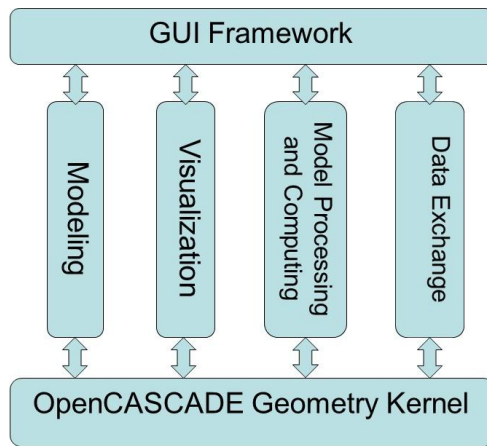 GUI Framework
Modeling
Visualization
Model Processing
and Computing
Data Exchange
OpenCASCADE Geometry Kernel